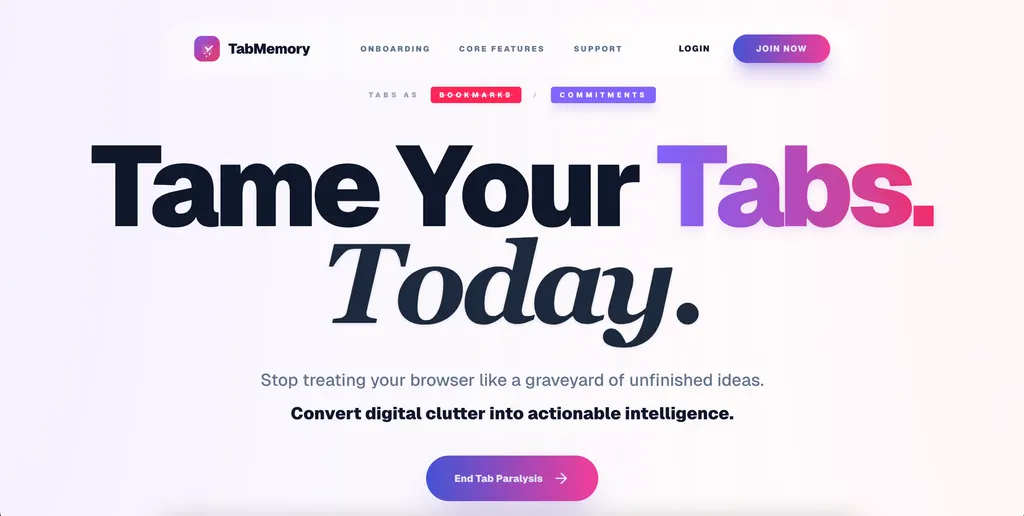 TabMemory ONBOARDING CORE FEATURES SUPPORT LOGIN JOIN NOW
TABS AS BOOKMARKS / COMMITMENTS
Tame Your Tabs.
Today.
Stop treating your browser like a graveyard of unfinished ideas.
Convert digital clutter into actionable intelligence.
End Tab Paralysis →